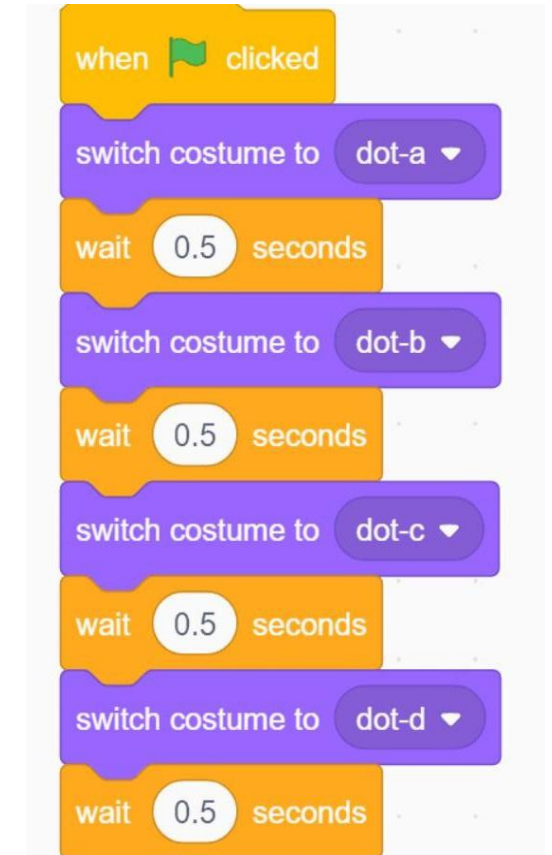 when clicked
switch costume to dot-a
wait 0.5 seconds
switch costume to dot-b
wait 0.5 seconds
switch costume to dot-c
wait 0.5 seconds
switch costume to dot-d
wait 0.5 seconds